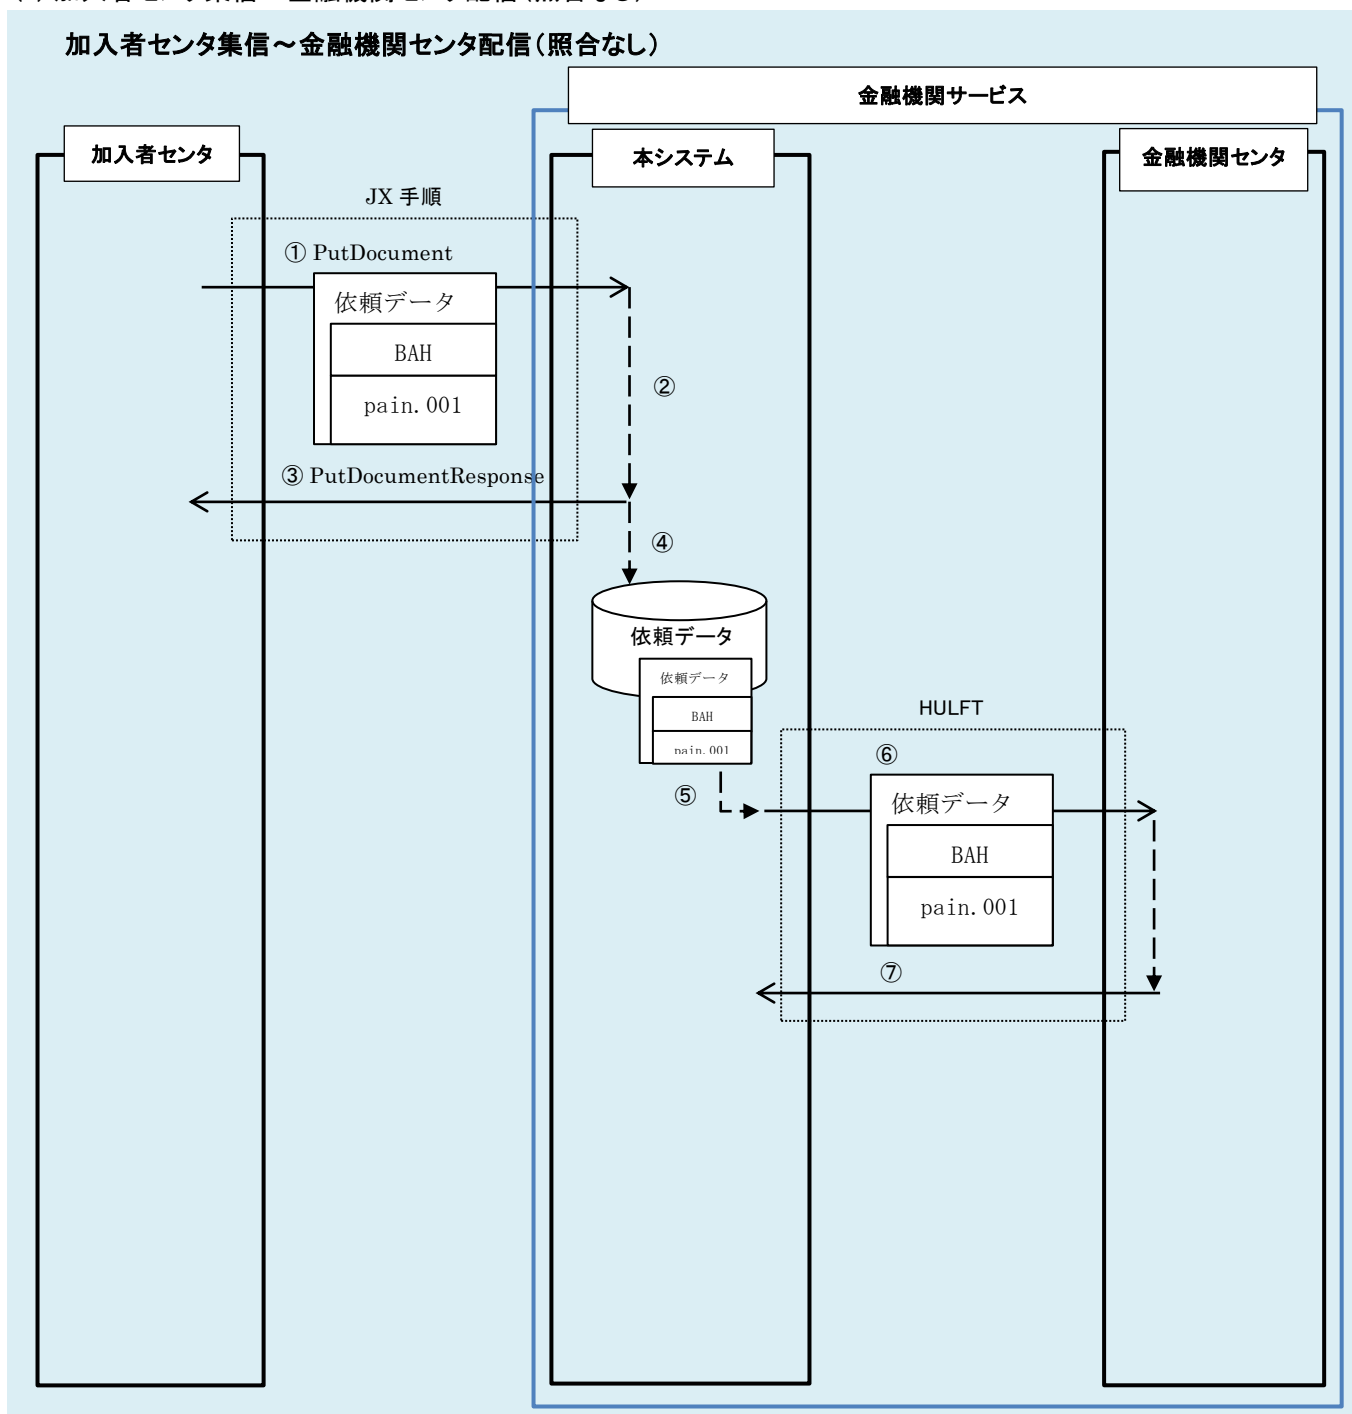 加入者センタ集信～金融機関センタ配信（照合なし）
金融機関サービス
加入者センタ
本システム
金融機関センタ
JX 手順
① PutDocument
依頼データ
BAH
pain.001
②
③ PutDocumentResponse
④
依頼データ
依頼データ
BAH
pain.001
⑤
HULFT
⑥
依頼データ
BAH
pain.001
⑦